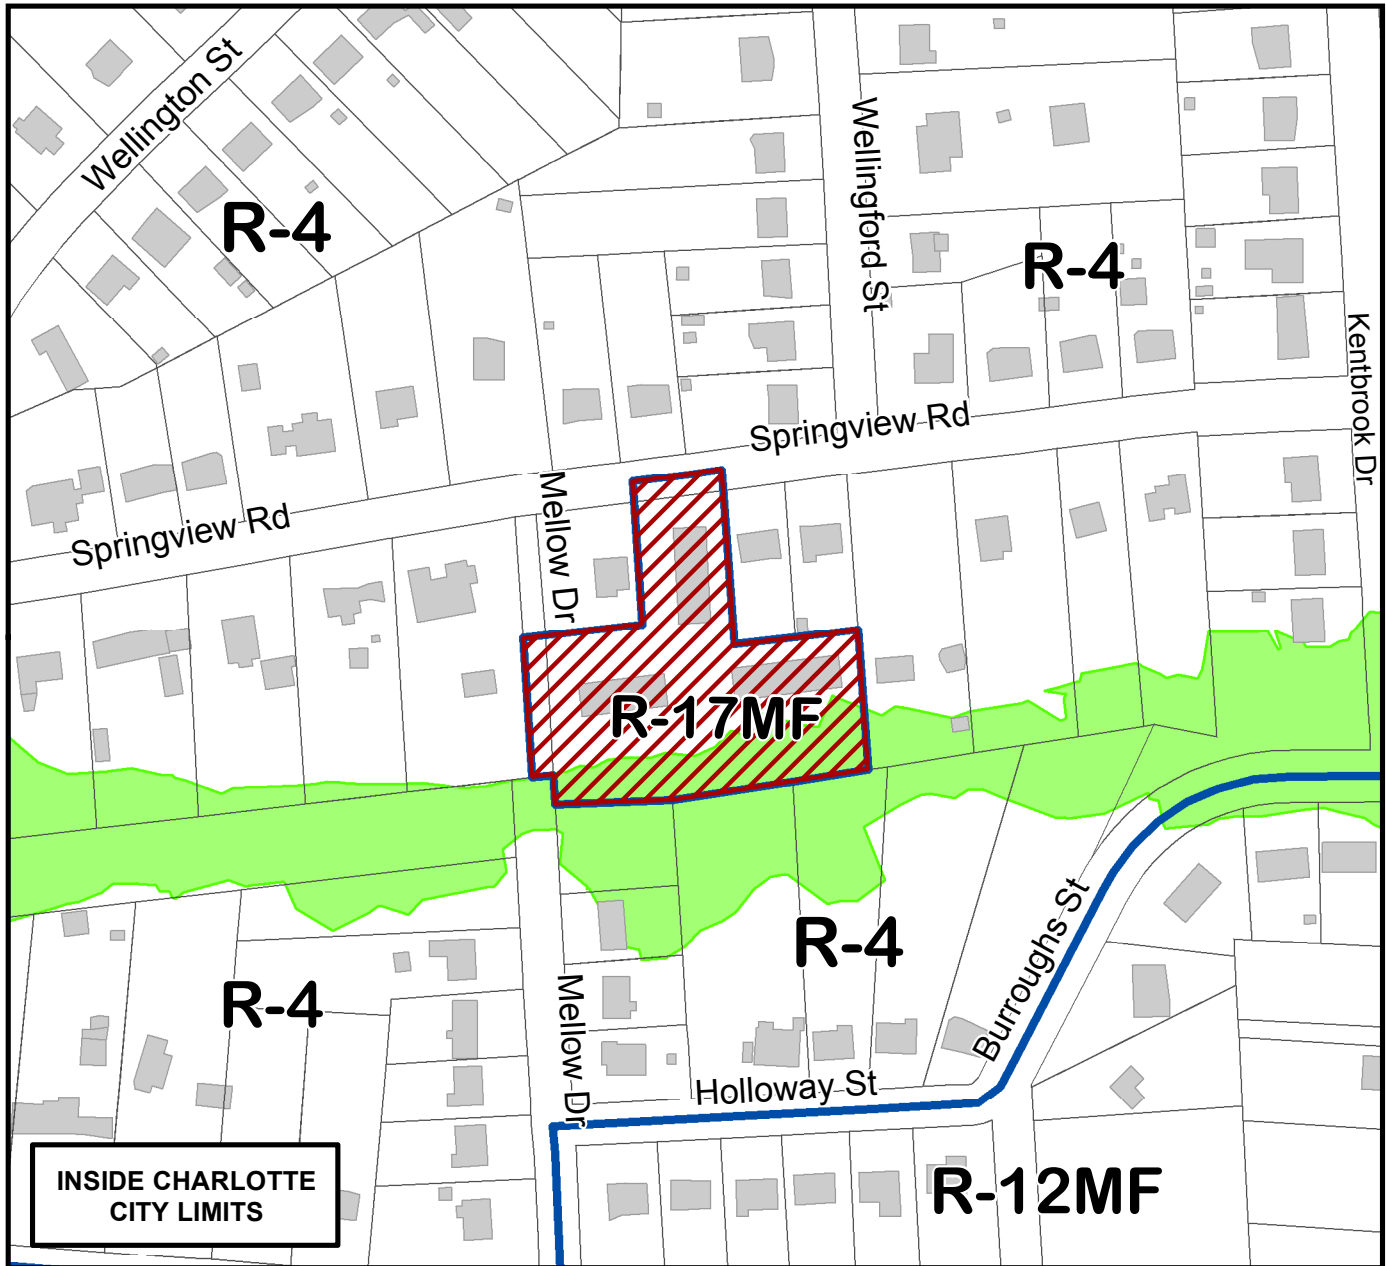 Wellington St
R-4
Wellingford St
R-4
Kentbrook Dr
Springview Rd
Mellow Dr
Springview Rd
R-17MF
R-4
Burroughs St
R-4
Mellow Dr
Holloway St
R-12MF
INSIDE CHARLOTTE
CITY LIMITS